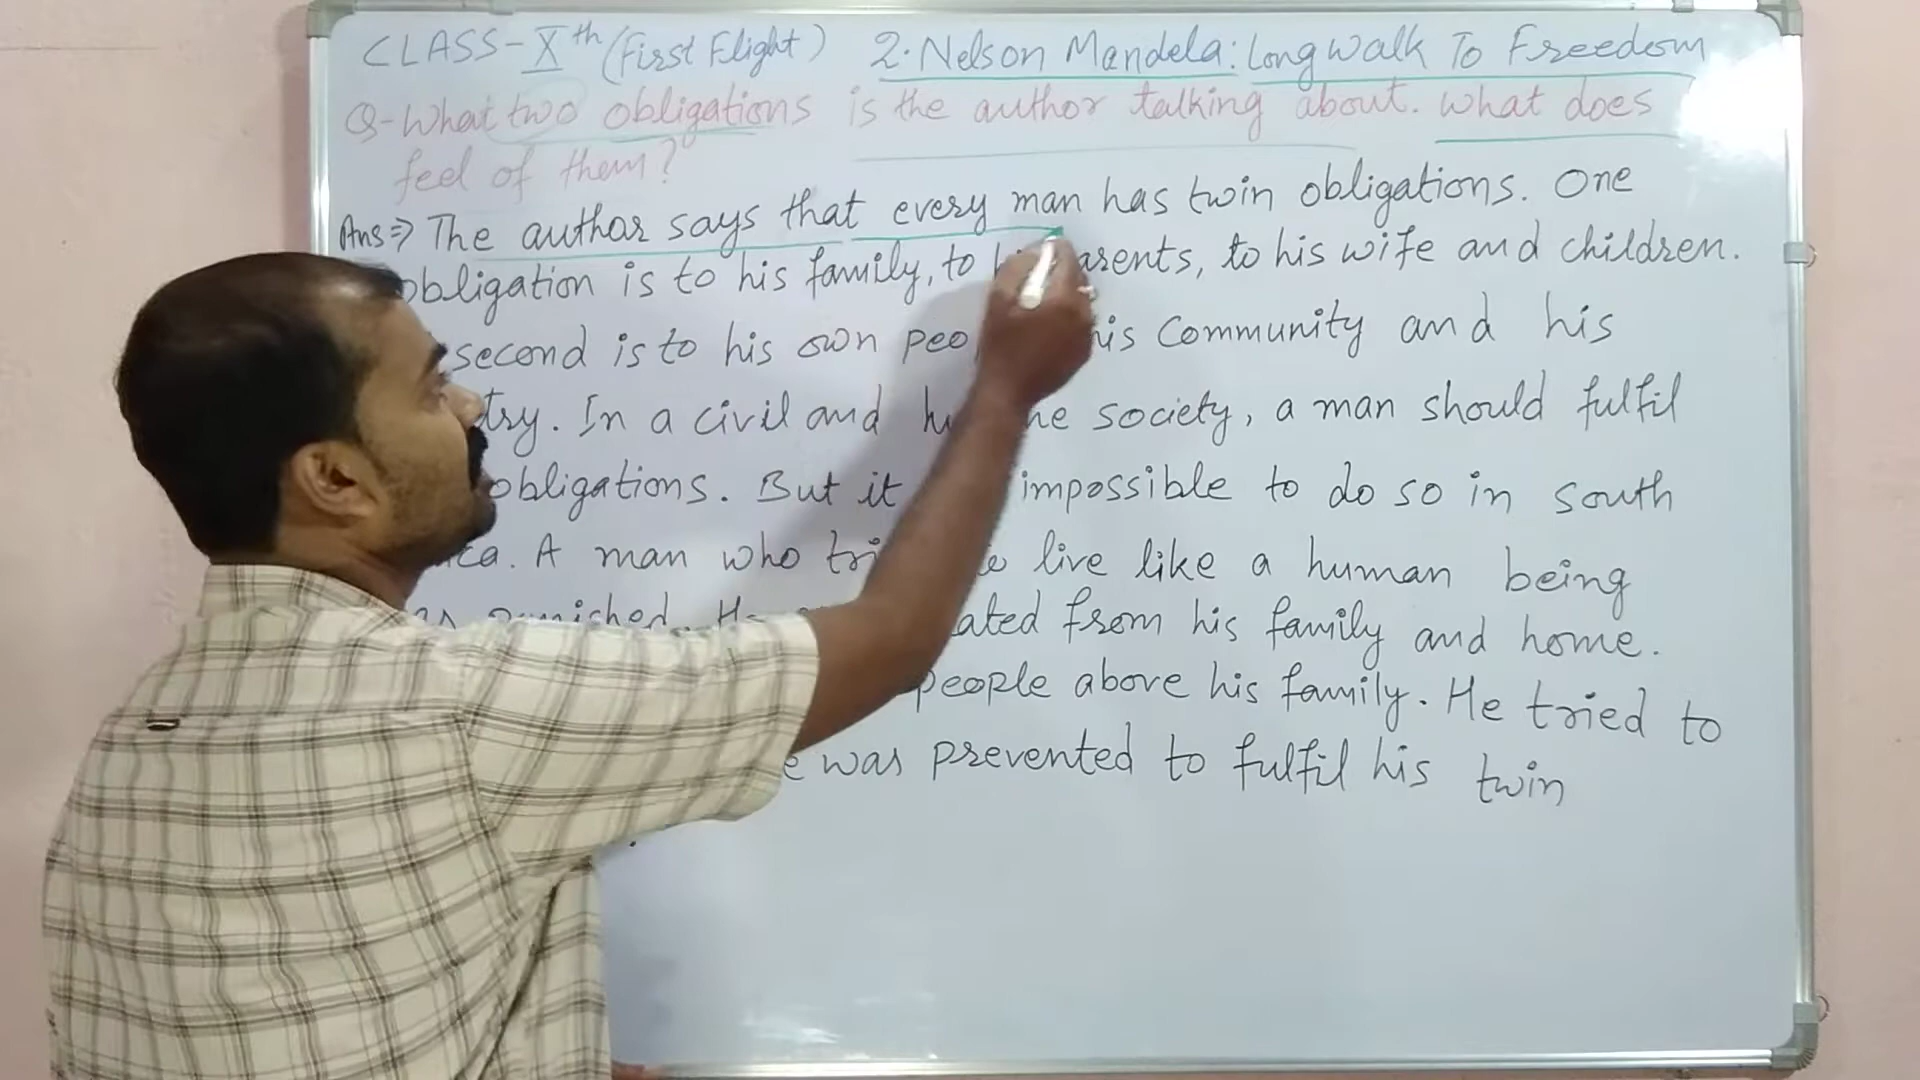 CLASS-Xth (First Flight) 2. Nelson Mandela: Long Walk To Freedom
Q-What two obligations is the author talking about. What does
feel of them?
Ans⇒ The author says that every man has twin obligations. One
obligation is to his family, to parents, to his wife and children.
second is to his own his Community and his
In a civil and society, a man should fulfil
obligations. But it impossible to do so in South
A man who to live like a human being
punished. from his family and home.
people above his family. He tried to
was prevented to fulfil his twin